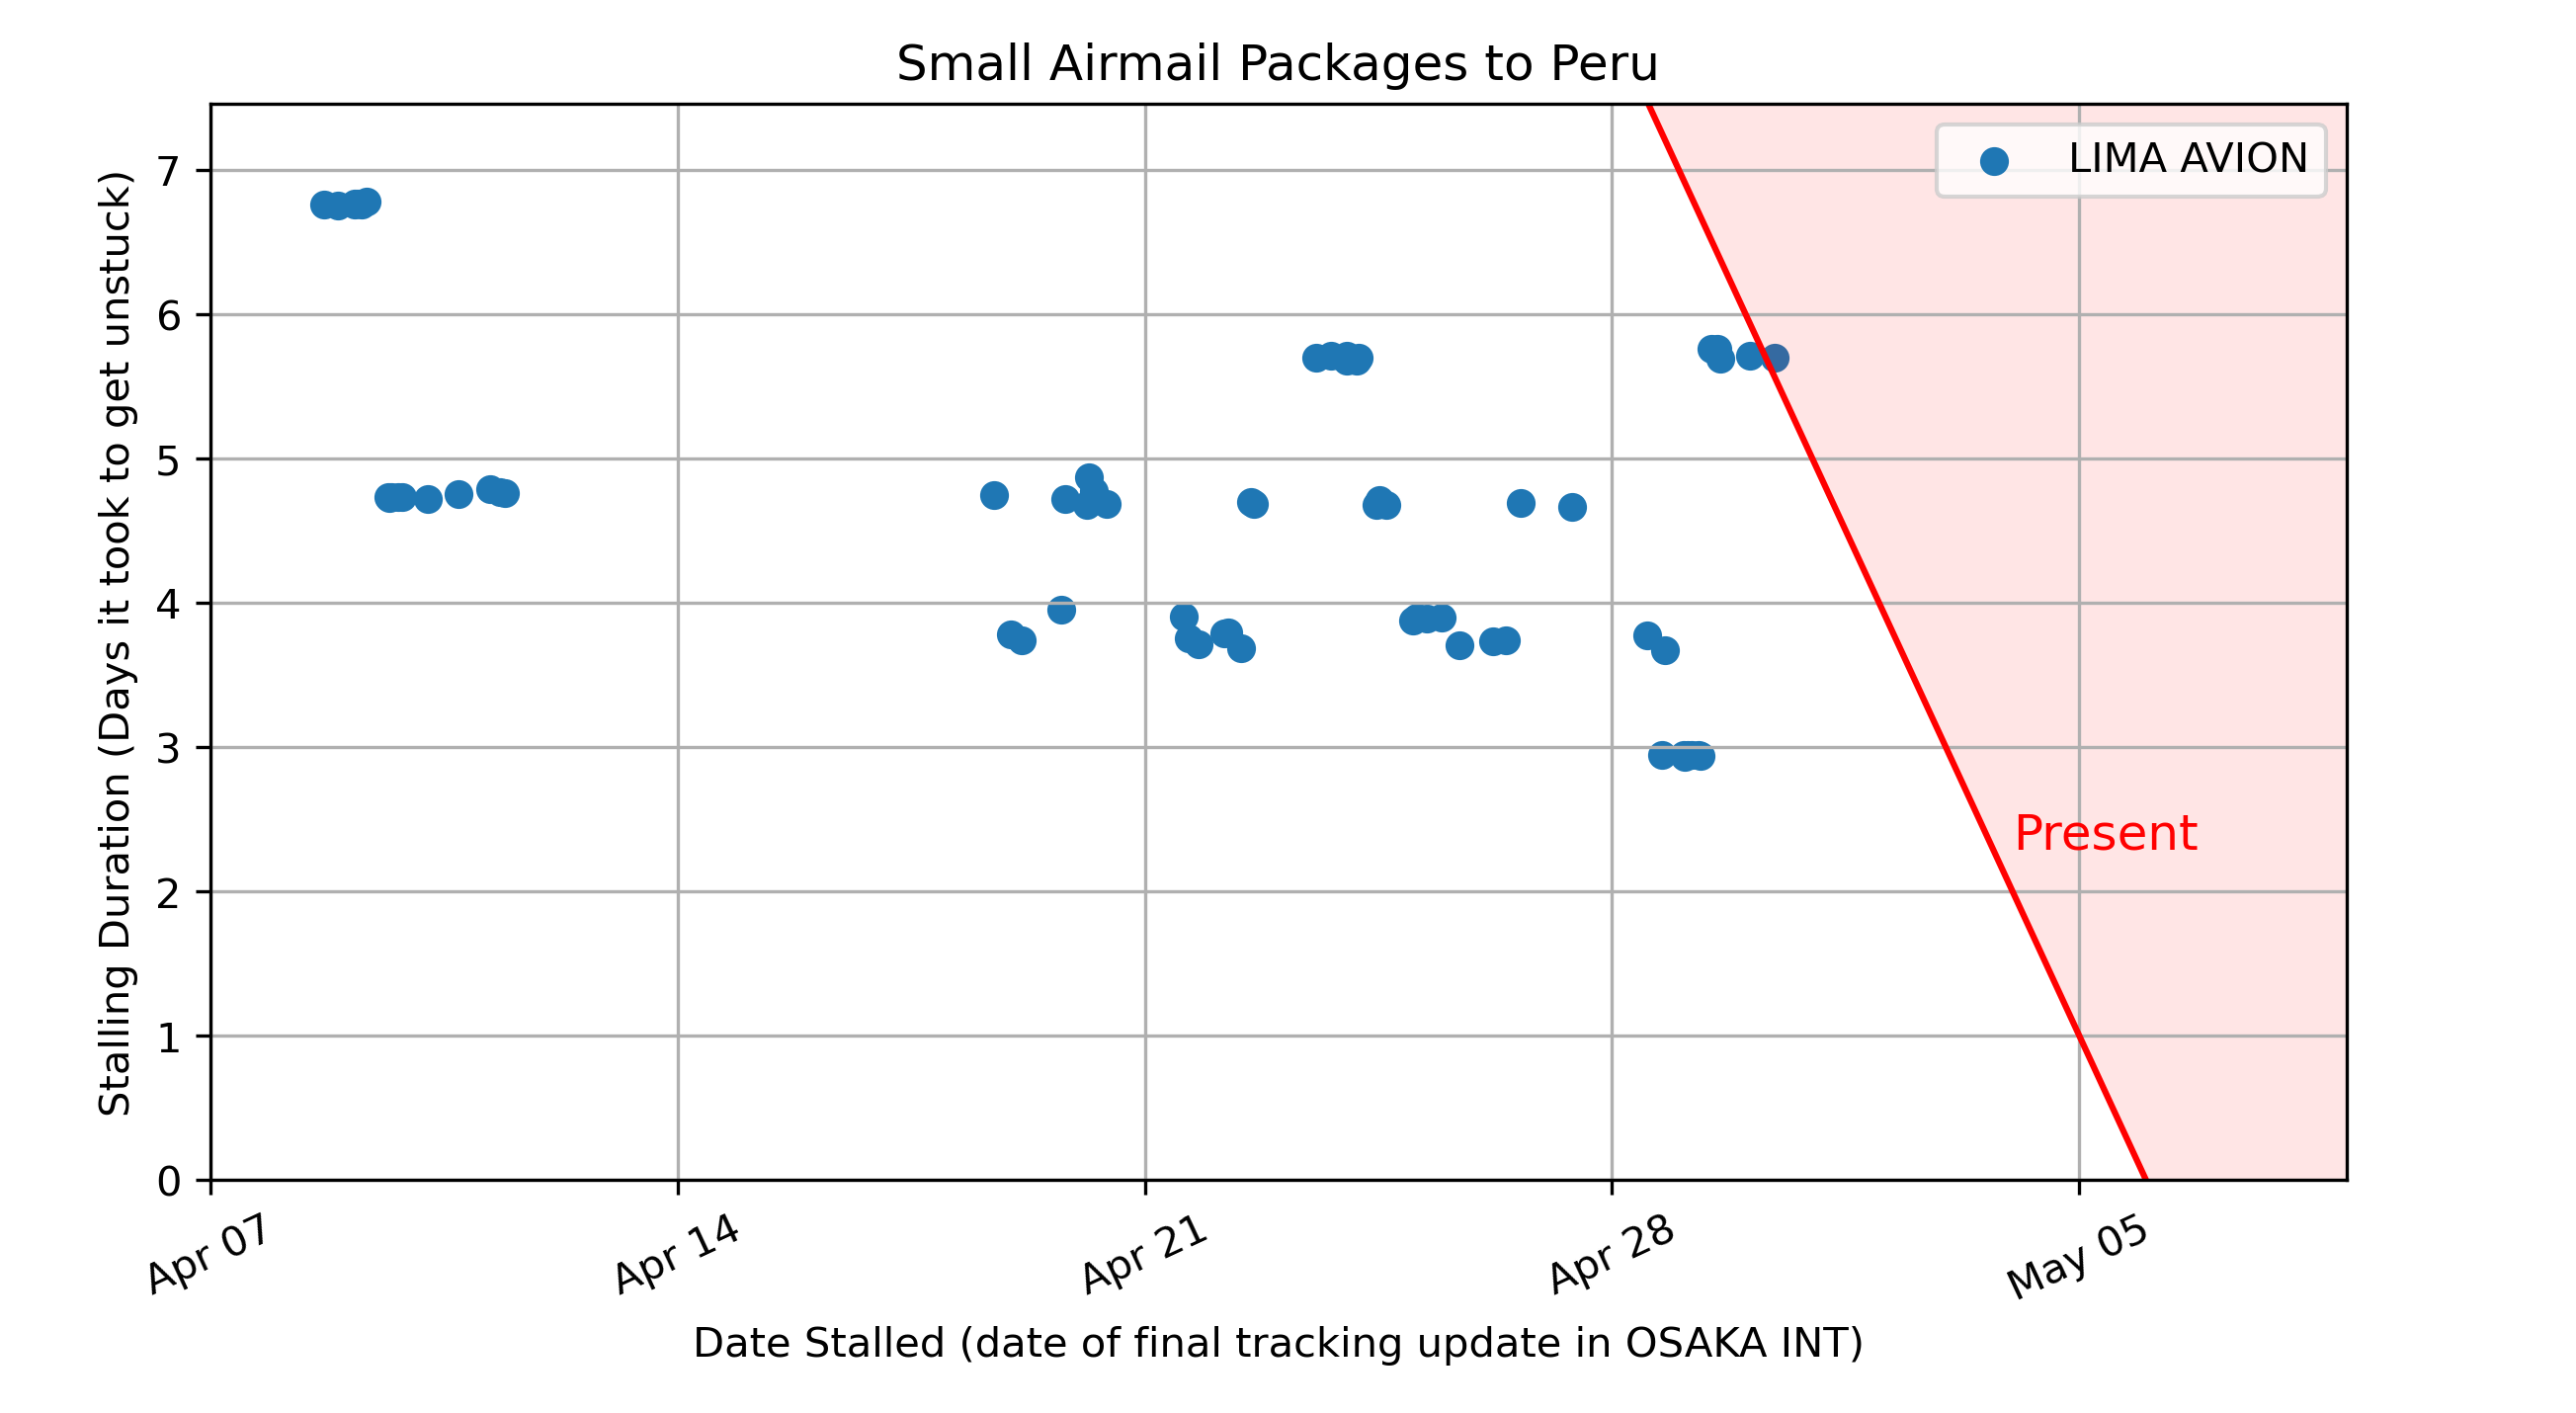 Small Airmail Packages to Peru
LIMA AVION
Stalling Duration (Days it took to get unstuck)
7
6
5
4
3
2
1
0
Present
Apr 07
Apr 14
Apr 21
Apr 28
May 05
Date Stalled (date of final tracking update in OSAKA INT)